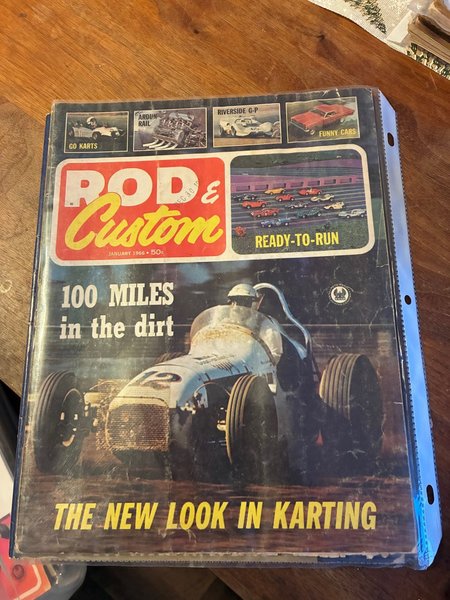 GO KARTS
ARDUN
RAIL
RIVERSIDE G-P
FUNNY CARS
ROD &
Custom
JANUARY 1966 • 50¢
READY-TO-RUN
100 MILES
in the dirt
THE NEW LOOK IN KARTING